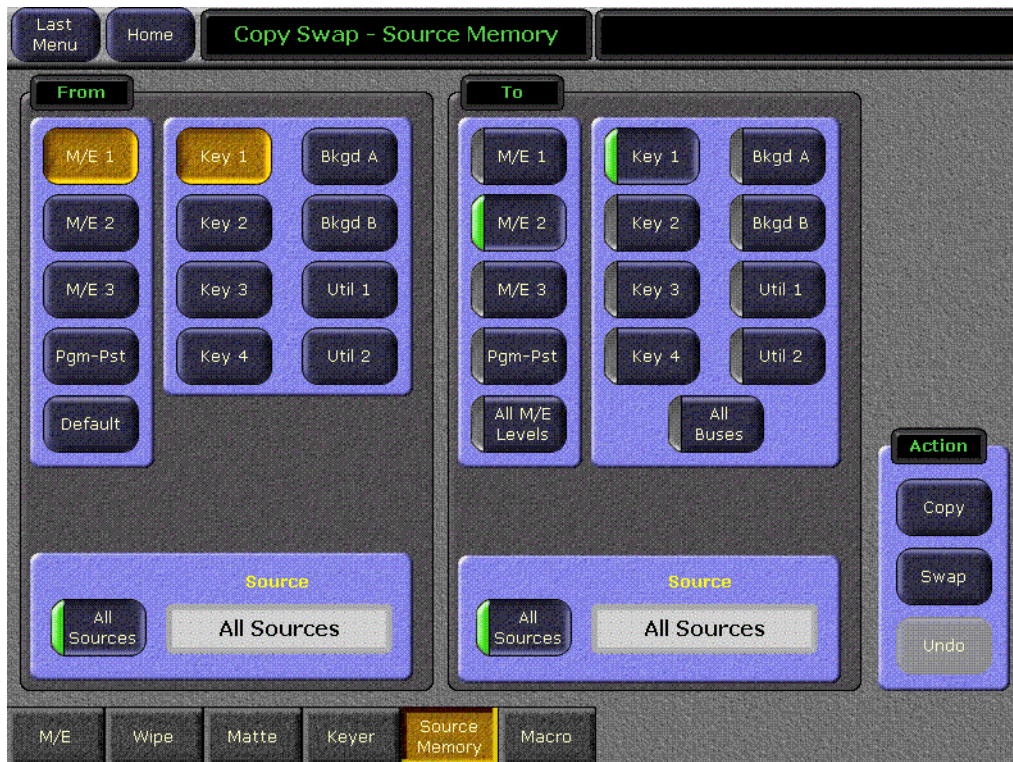 Last
Menu
Home
Copy Swap - Source Memory
From
M/E 1
Key 1
Bkgd A
M/E 2
Key 2
Bkgd B
M/E 3
Key 3
Util 1
Pgm-Pst
Key 4
Util 2
Default
Source
All
Sources
All Sources
To
M/E 1
Key 1
Bkgd A
M/E 2
Key 2
Bkgd B
M/E 3
Key 3
Util 1
Pgm-Pst
Key 4
Util 2
All M/E
Levels
All
Buses
Source
All
Sources
All Sources
Action
Copy
Swap
Undo
M/E
Wipe
Matte
Keyer
Source
Memory
Macro